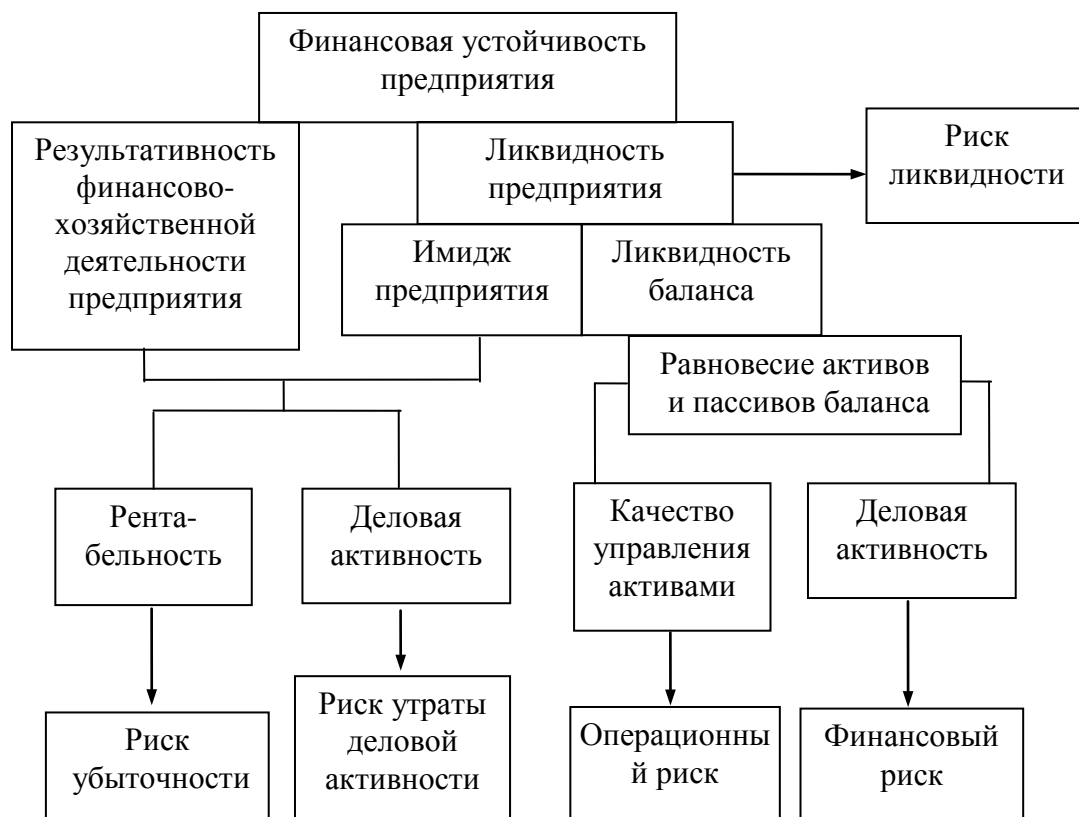 Финансовая устойчивость
предприятия
Результативность
финансово-
хозяйственной
деятельности
предприятия
Ликвидность
предприятия
Риск
ликвидности
Имидж
предприятия
Ликвидность
баланса
Равновесие активов
и пассивов баланса
Рента-
бельность
Деловая
активность
Качество
управления
активами
Деловая
активность
Риск
убыточности
Риск утраты
деловой
активности
Операционны
й риск
Финансовый
риск